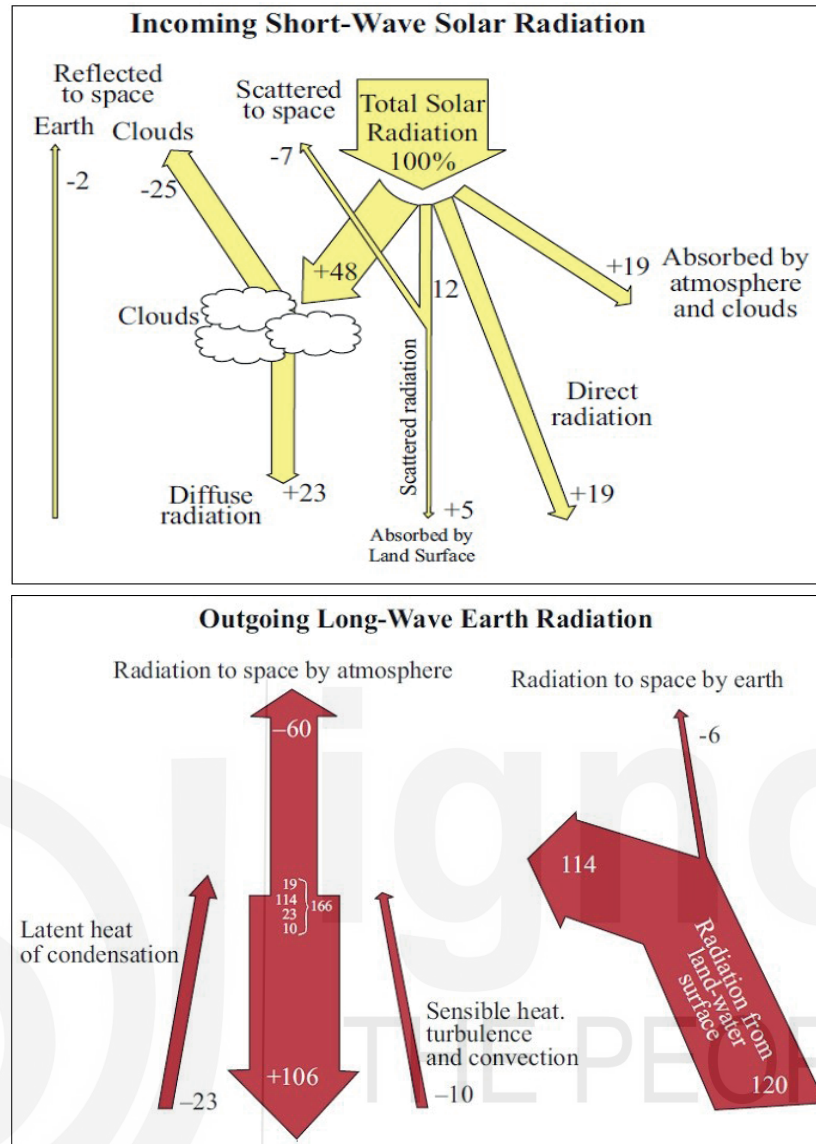 Incoming Short-Wave Solar Radiation
Reflected
to space
Earth
Clouds
-2
-25
Scattered
to space
-7
Total Solar
Radiation
100%
+48
12
+19
Absorbed by
atmosphere
and clouds
Clouds
Scattered radiation
Direct
radiation
Diffuse
radiation
+23
+5
Absorbed by
Land Surface
+19
Outgoing Long-Wave Earth Radiation
Radiation to space by atmosphere
–60
Radiation to space by earth
-6
19
114
23
10
166
114
Latent heat
of condensation
Radiation from
land-water
surface
Sensible heat.
turbulence
and convection
–23
+106
–10
120
igno
THE PEOP